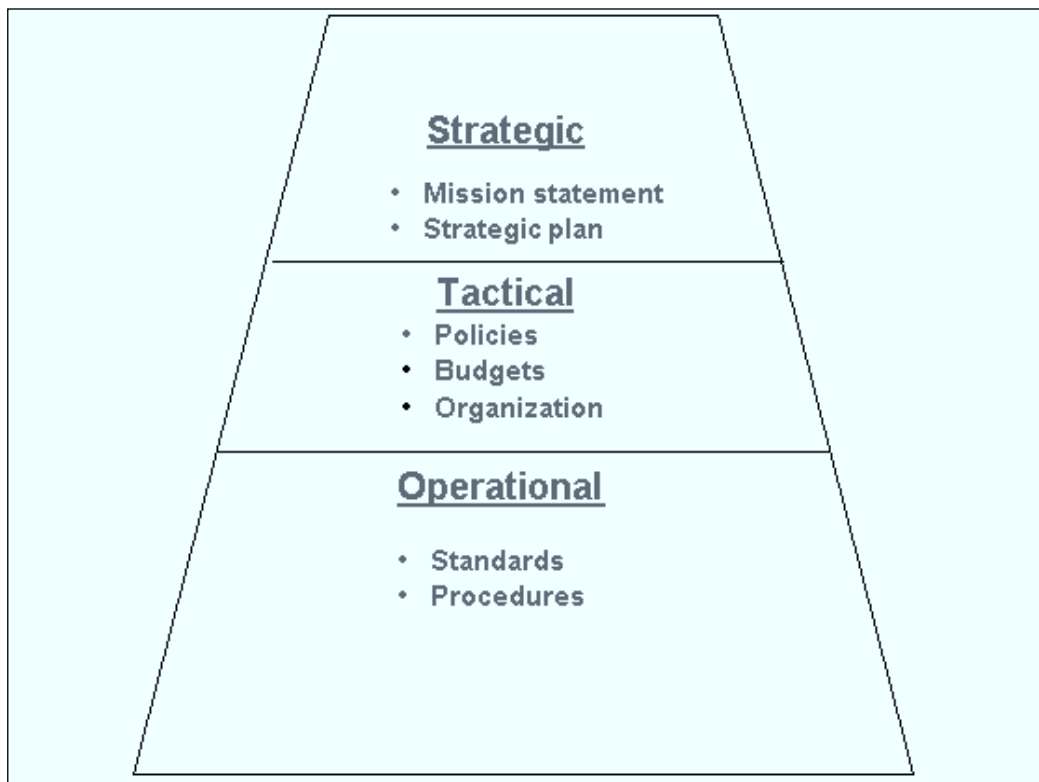 Strategic
• Mission statement
• Strategic plan
Tactical
• Policies
• Budgets
• Organization
Operational
• Standards
• Procedures